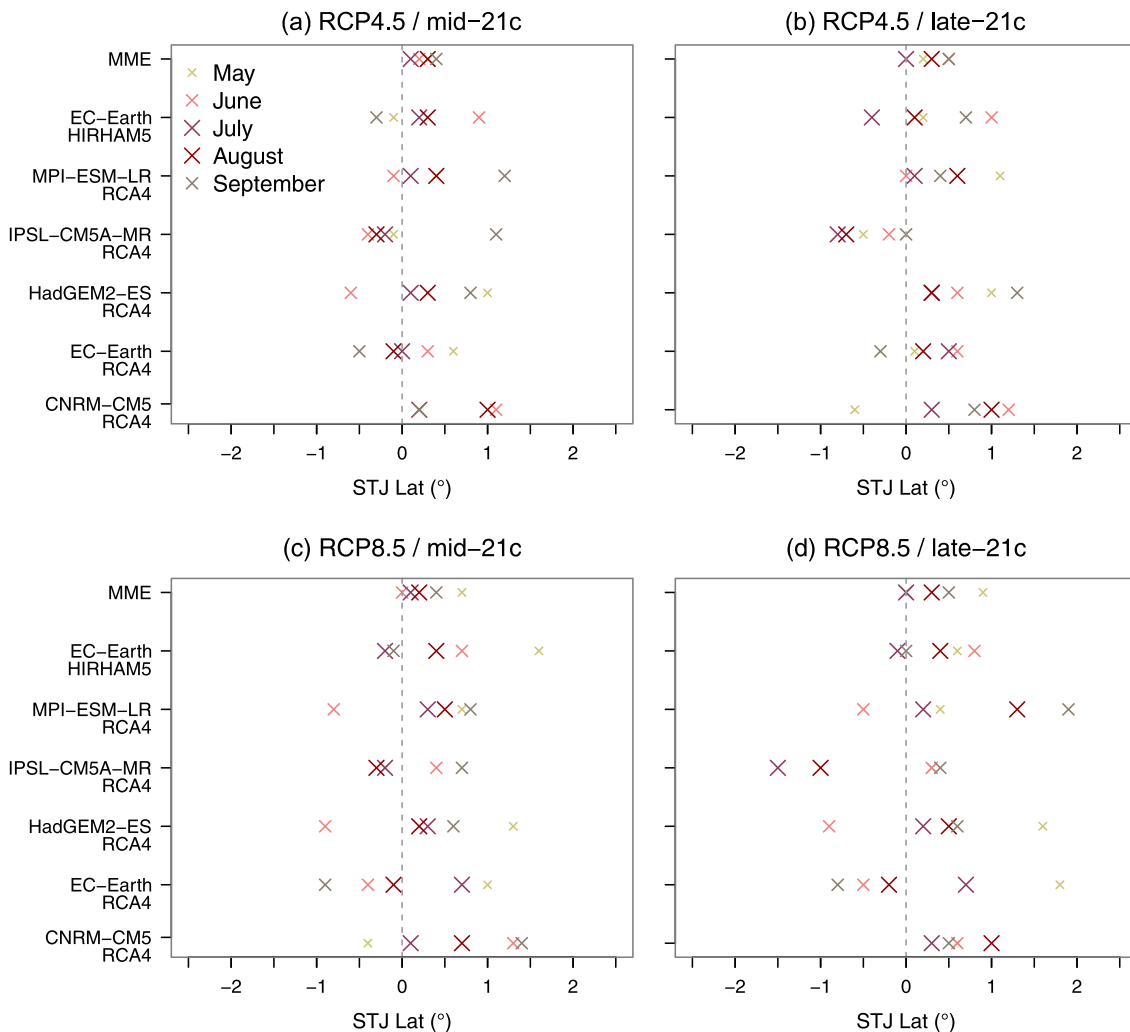 (a) RCP4.5 / mid−21c
MME
EC−Earth
HIRHAM5
MPI−ESM−LR
RCA4
IPSL−CM5A−MR
RCA4
HadGEM2−ES
RCA4
EC−Earth
RCA4
CNRM−CM5
RCA4
May
June
July
August
September
−2 −1 0 1 2
STJ Lat (°)
(b) RCP4.5 / late−21c
−2 −1 0 1 2
STJ Lat (°)
(c) RCP8.5 / mid−21c
MME
EC−Earth
HIRHAM5
MPI−ESM−LR
RCA4
IPSL−CM5A−MR
RCA4
HadGEM2−ES
RCA4
EC−Earth
RCA4
CNRM−CM5
RCA4
−2 −1 0 1 2
STJ Lat (°)
(d) RCP8.5 / late−21c
−2 −1 0 1 2
STJ Lat (°)